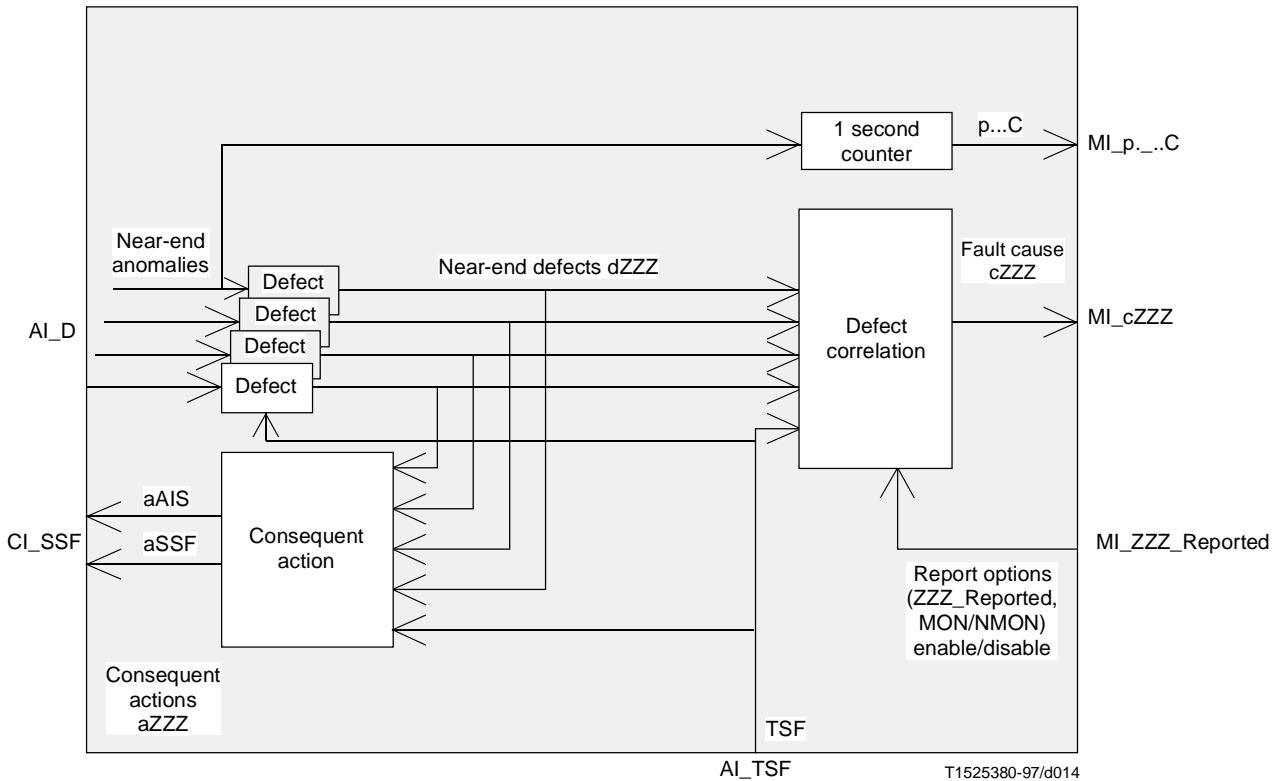 1 second
counter
p...C
MI_p._..C
Near-end
anomalies
Defect
Defect
Defect
Defect
Near-end defects dZZZ
Fault cause
cZZZ
Defect
correlation
MI_cZZZ
AI_D
aAIS
aSSF
CI_SSF
Consequent
action
MI_ZZZ_Reported
Report options
(ZZZ_Reported,
MON/NMON)
enable/disable
Consequent
actions
aZZZ
TSF
AI_TSF
T1525380-97/d014